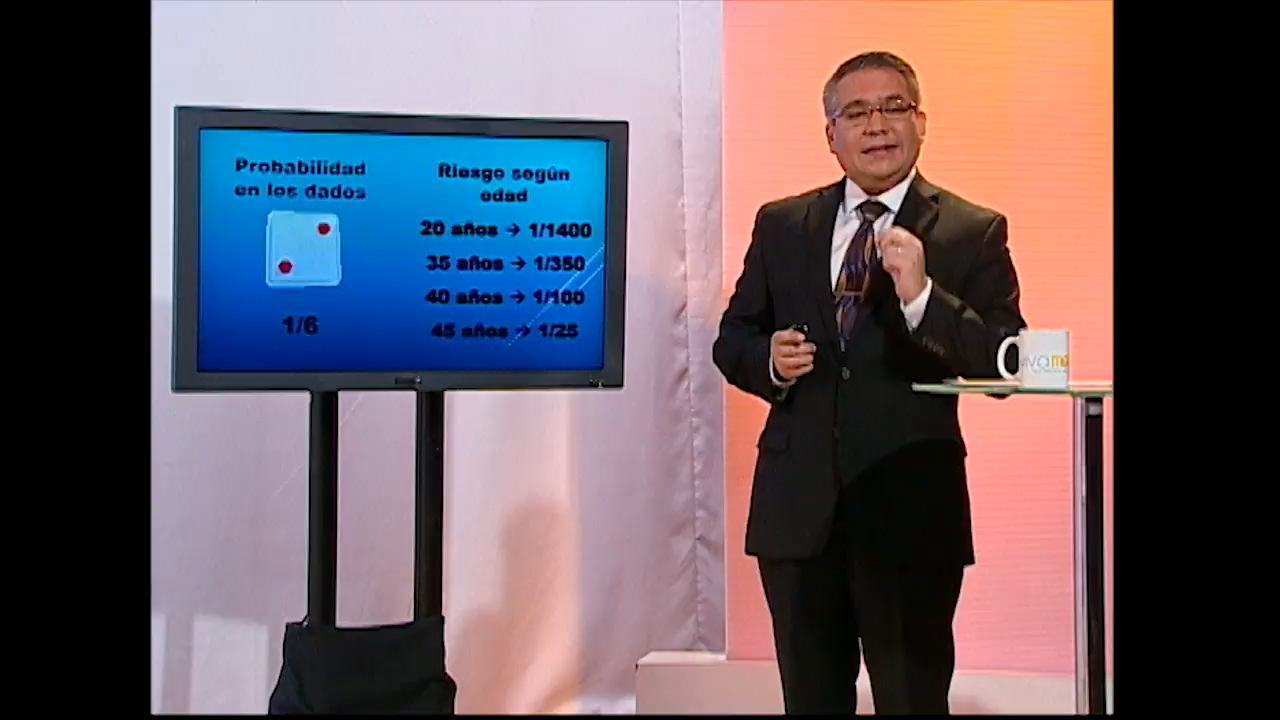 Probabilidad
en los dados
1/6
Riesgo según
edad
20 años → 1/1400
35 años → 1/350
40 años → 1/100
45 años → 1/25